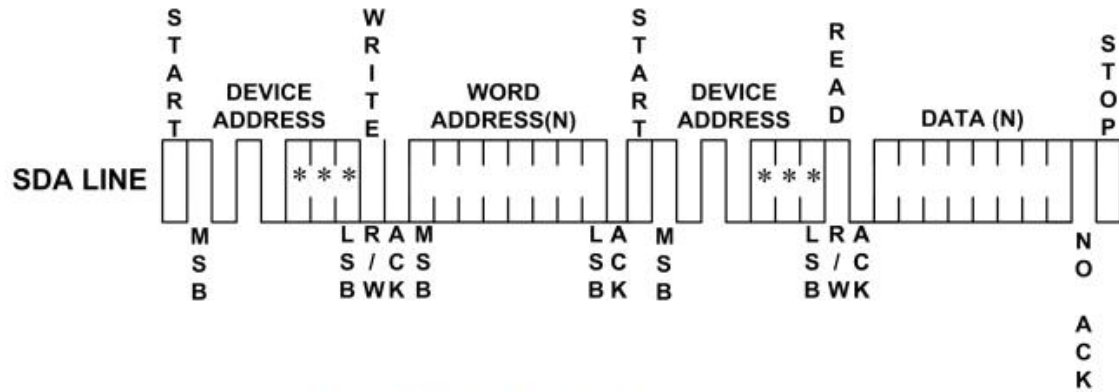 START
DEVICE ADDRESS
WRITE
WORD ADDRESS(N)
START
DEVICE ADDRESS
READ
DATA (N)
STOP
SDA LINE
* * *
* * *
MSB
LSB
R/W
ACK
MSB
LSB
ACK
MSB
LSB
R/W
ACK
NO ACK